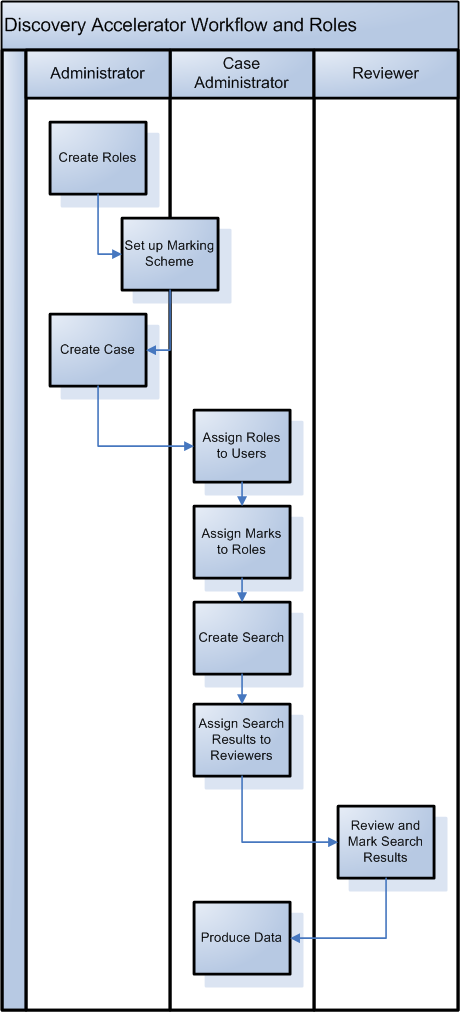 Discovery Accelerator Workflow and Roles
Administrator
Case
Administrator
Reviewer
Create Roles
Set up Marking
Scheme
Create Case
Assign Roles
to Users
Assign Marks
to Roles
Create Search
Assign Search
Results to
Reviewers
Review and
Mark Search
Results
Produce Data